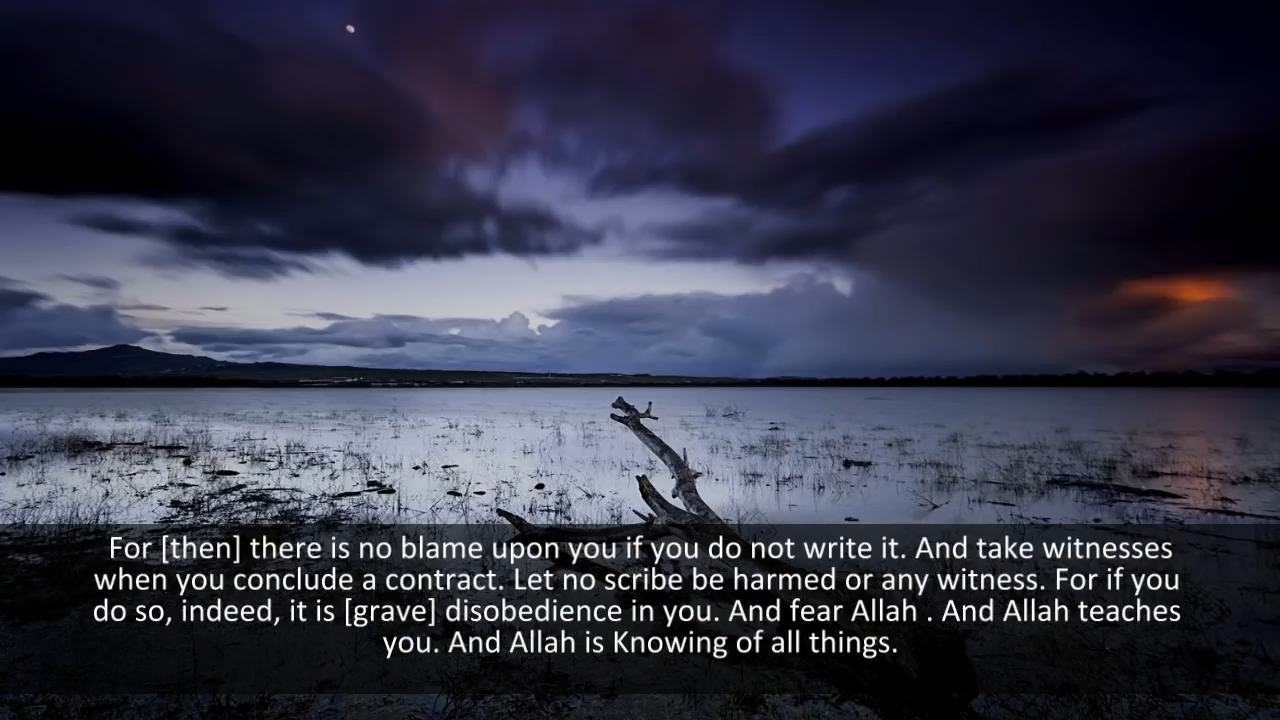 For [then] there is no blame upon you if you do not write it. And take witnesses
when you conclude a contract. Let no scribe be harmed or any witness. For if you
do so, indeed, it is [grave] disobedience in you. And fear Allah . And Allah teaches
you. And Allah is Knowing of all things.